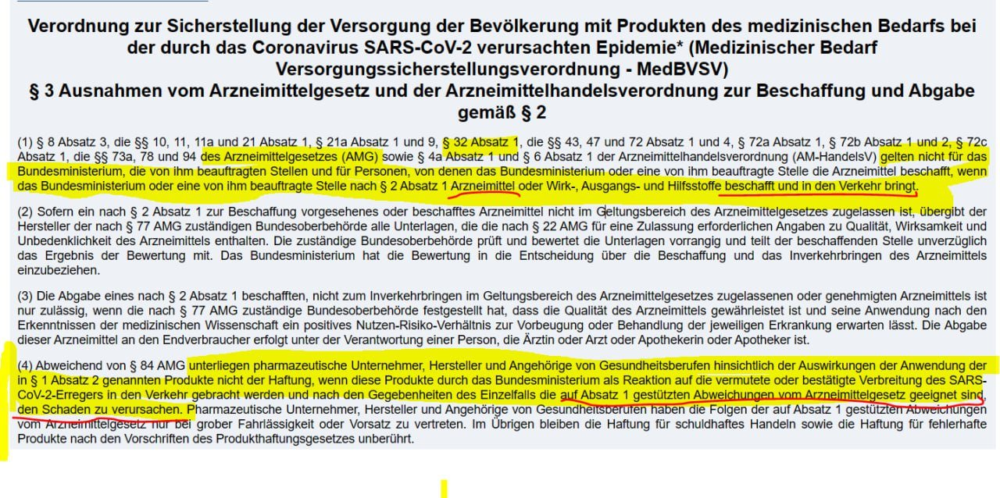 Verordnung zur Sicherstellung der Versorgung der Bevölkerung mit Produkten des medizinischen Bedarfs bei
der durch das Coronavirus SARS-CoV-2 verursachten Epidemie* (Medizinischer Bedarf
Versorgungssicherstellungsverordnung - MedBVSV)
§ 3 Ausnahmen vom Arzneimittelgesetz und der Arzneimittelhandelsverordnung zur Beschaffung und Abgabe
gemäß § 2
(1) § 8 Absatz 3, die §§ 10, 11, 11a und 21 Absatz 1, § 21a Absatz 1 und 9, § 32 Absatz 1, die §§ 43, 47 und 72 Absatz 1 und 4, § 72a Absatz 1, § 72b Absatz 1 und 2, § 72c
Absatz 1, die §§ 73a, 78 und 94 des Arzneimittelgesetzes (AMG) sowie § 4a Absatz 1 und § 6 Absatz 1 der Arzneimittelhandelsverordnung (AM-HandelsV) gelten nicht für das
Bundesministerium, die von ihm beauftragten Stellen und für Personen, von denen das Bundesministerium oder eine von ihm beauftragte Stelle die Arzneimittel beschafft, wenn
das Bundesministerium oder eine von ihm beauftragte Stelle nach § 2 Absatz 1 Arzneimittel oder Wirk-, Ausgangs- und Hilfsstoffe beschafft und in den Verkehr bringt.
(2) Sofern ein nach § 2 Absatz 1 zur Beschaffung vorgesehenes oder beschafftes Arzneimittel nicht im Geltungsbereich des Arzneimittelgesetzes zugelassen ist, übergibt der
Hersteller der nach § 77 AMG zuständigen Bundesoberbehörde alle Unterlagen, die die nach § 22 AMG für eine Zulassung erforderlichen Angaben zu Qualität, Wirksamkeit und
Unbedenklichkeit des Arzneimittels enthalten. Die zuständige Bundesoberbehörde prüft und bewertet die Unterlagen vorrangig und teilt der beschaffenden Stelle unverzüglich
das Ergebnis der Bewertung mit. Das Bundesministerium hat die Bewertung in die Entscheidung über die Beschaffung und das Inverkehrbringen des Arzneimittels
einzubeziehen.
(3) Die Abgabe eines nach § 2 Absatz 1 beschafften, nicht zum Inverkehrbringen im Geltungsbereich des Arzneimittelgesetzes zugelassenen oder genehmigten Arzneimittels ist
nur zulässig, wenn die nach § 77 AMG zuständige Bundesoberbehörde festgestellt hat, dass die Qualität des Arzneimittels gewährleistet ist und seine Anwendung nach den
Erkenntnissen der medizinischen Wissenschaft ein positives Nutzen-Risiko-Verhältnis zur Vorbeugung oder Behandlung der jeweiligen Erkrankung erwarten lässt. Die Abgabe
dieser Arzneimittel an den Endverbraucher erfolgt unter der Verantwortung einer Person, die Ärztin oder Arzt oder Apothekerin oder Apotheker ist.
(4) Abweichend von § 84 AMG unterliegen pharmazeutische Unternehmer, Hersteller und Angehörige von Gesundheitsberufen hinsichtlich der Auswirkungen der Anwendung der
in § 1 Absatz 2 genannten Produkte nicht der Haftung, wenn diese Produkte durch das Bundesministerium als Reaktion auf die vermutete oder bestätigte Verbreitung des SARS-
CoV-2-Erregers in den Verkehr gebracht werden und nach den Gegebenheiten des Einzelfalls die auf Absatz 1 gestützten Abweichungen vom Arzneimittelgesetz geeignet sind,
den Schaden zu verursachen. Pharmazeutische Unternehmer, Hersteller und Angehörige von Gesundheitsberufen haben die Folgen der auf Absatz 1 gestützten Abweichungen
vom Arzneimittelgesetz nur bei grober Fahrlässigkeit oder Vorsatz zu vertreten. Im Übrigen bleiben die Haftung für schuldhaftes Handeln sowie die Haftung für fehlerhafte
Produkte nach den Vorschriften des Produkthaftungsgesetzes unberührt.